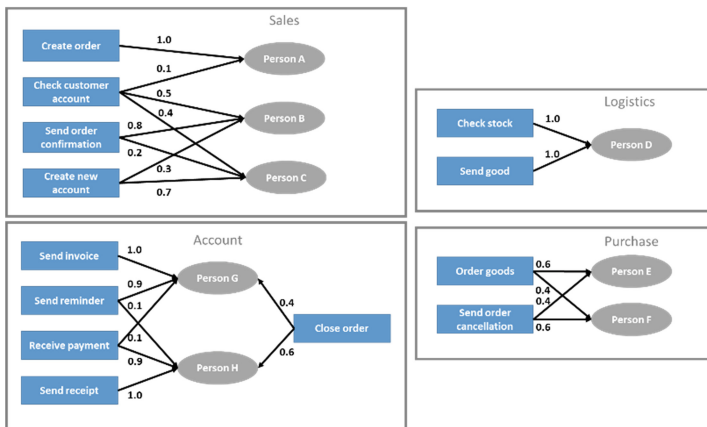 Sales
Create order
1.0
Person A
0.1
Check customer
account
0.5
0.4
Person B
Send order
confirmation
0.8
0.2
Create new
account
0.3
0.7
Person C
Logistics
Check stock
1.0
Person D
Send good
1.0
Account
Send invoice
1.0
Person G
Send reminder
0.9
0.1
Receive payment
0.1
0.9
Person H
Send receipt
1.0
0.4
Close order
0.6
Purchase
Order goods
0.6
Person E
0.4
0.4
Send order
cancellation
0.6
Person F